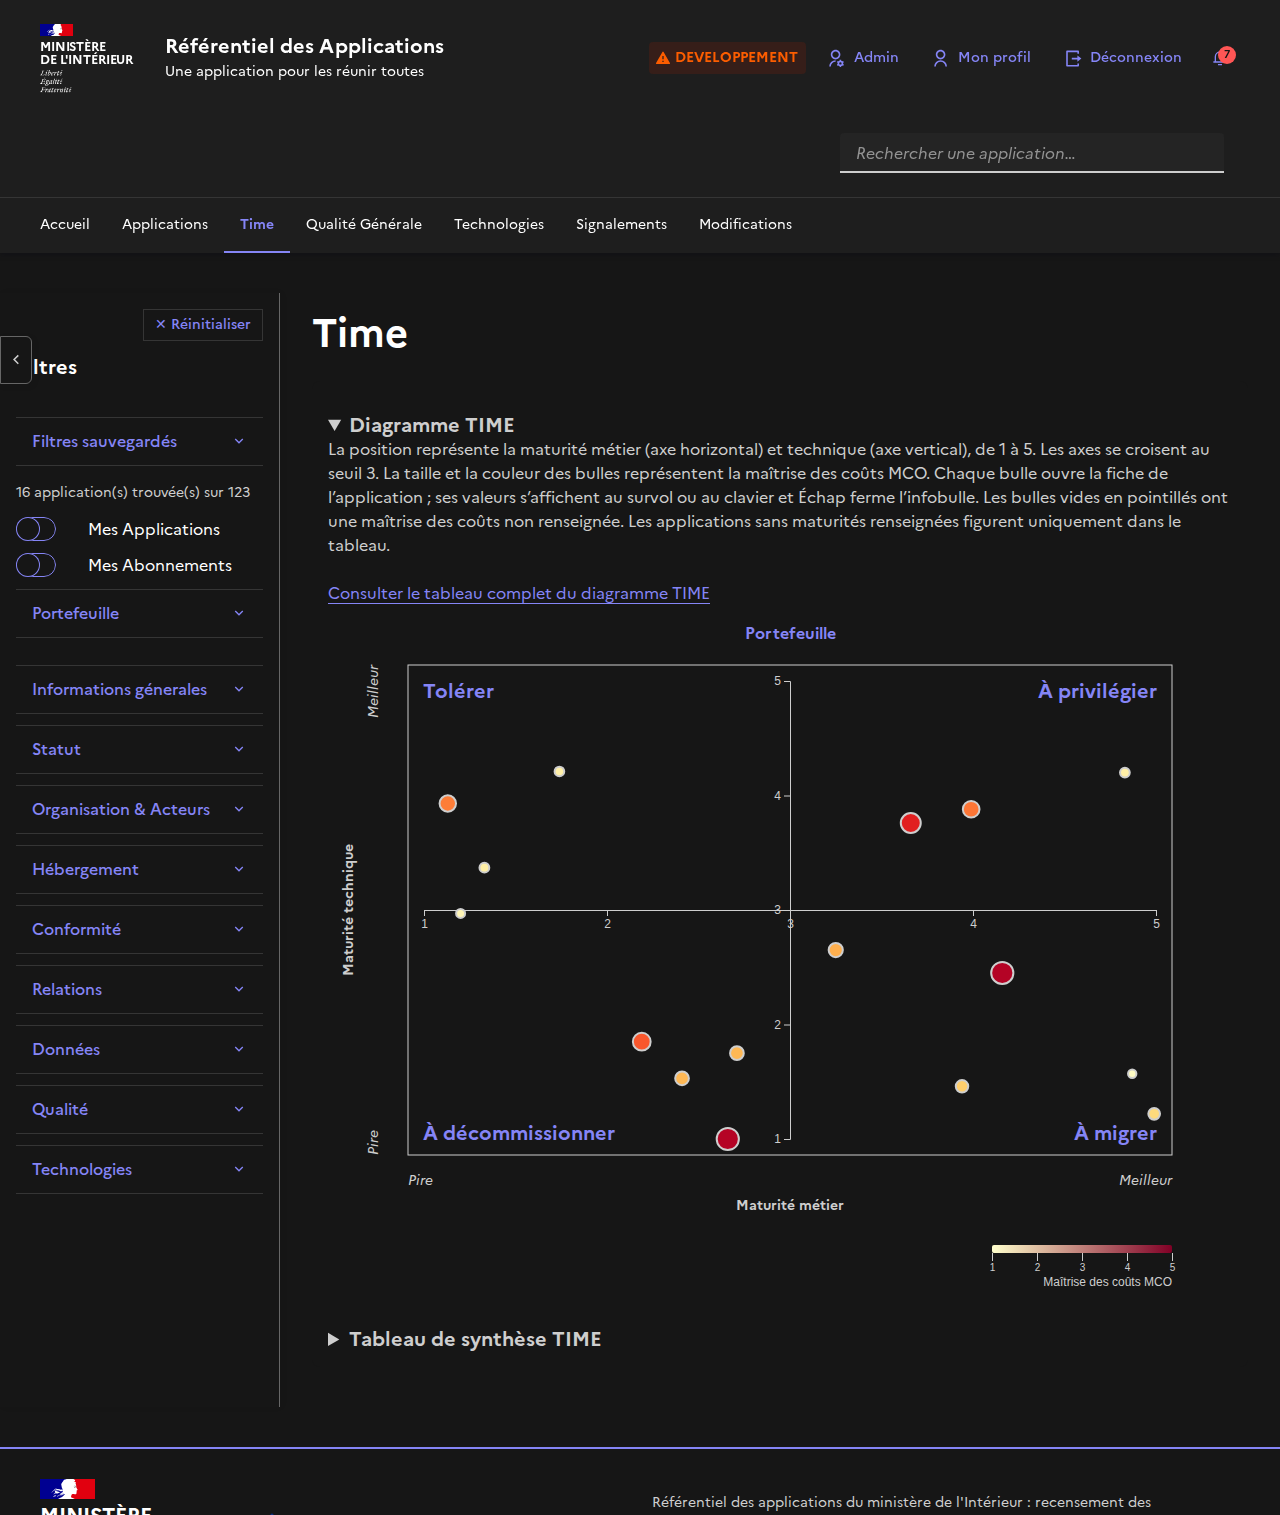 MINISTÈRE
DE L'INTÉRIEUR
Liberté
Égalité
Fraternité
Référentiel des Applications
Une application pour les réunir toutes
DEVELOPPEMENT
Admin
Mon profil
Déconnexion
7
Rechercher une application...
Accueil
Applications
Time
Qualité Générale
Technologies
Signalements
Modifications
Réinitialiser
ltres
Filtres sauvegardés
16 application(s) trouvée(s) sur 123
Mes Applications
Mes Abonnements
Portefeuille
Informations génerales
Statut
Organisation & Acteurs
Hébergement
Conformité
Relations
Données
Qualité
Technologies
Time
Diagramme TIME
La position représente la maturité métier (axe horizontal) et technique (axe vertical), de 1 à 5. Les axes se croisent au
seuil 3. La taille et la couleur des bulles représentent la maîtrise des coûts MCO. Chaque bulle ouvre la fiche de
l’application ; ses valeurs s’affichent au survol ou au clavier et Échap ferme l’infobulle. Les bulles vides en pointillés ont
une maîtrise des coûts non renseignée. Les applications sans maturités renseignées figurent uniquement dans le
tableau.
Consulter le tableau complet du diagramme TIME
Portefeuille
Meilleur
Tolérer
5
À privilégier
4
Maturité technique
3
1
2
3
4
5
2
À décommissionner
1
À migrer
Pire
Pire
Meilleur
Maturité métier
1
2
3
4
5
Maîtrise des coûts MCO
Tableau de synthèse TIME
MINISTÈRE
Référentiel des applications du ministère de l'Intérieur : recensement des